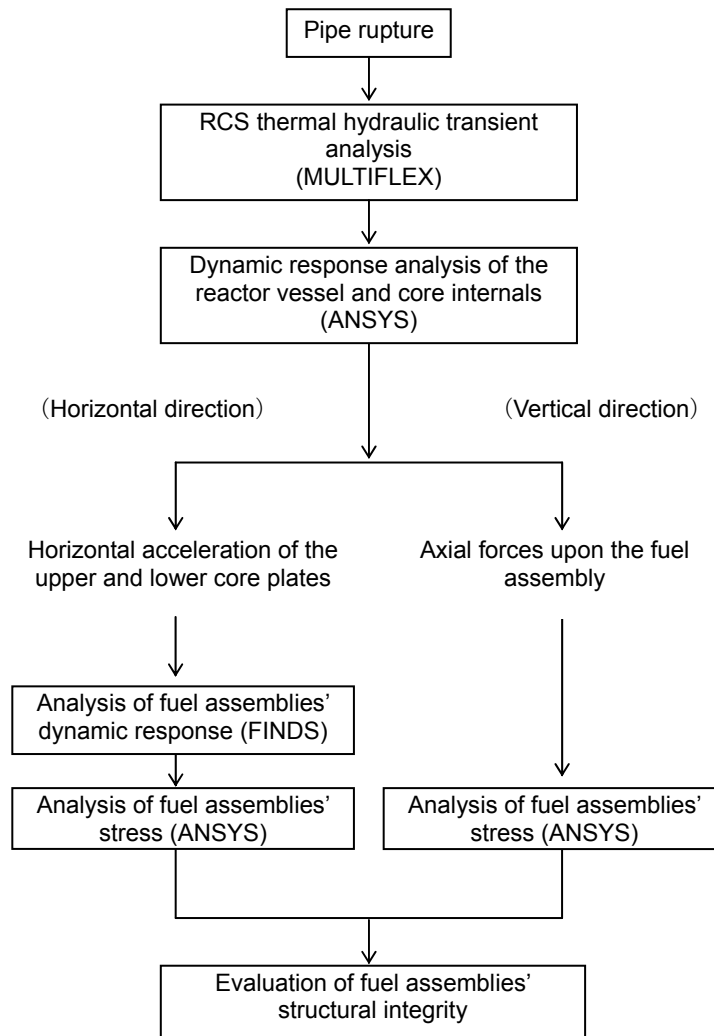 Pipe rupture
RCS thermal hydraulic transient
analysis
(MULTIFLEX)
Dynamic response analysis of the
reactor vessel and core internals
(ANSYS)
（Horizontal direction）
（Vertical direction）
Horizontal acceleration of the
upper and lower core plates
Axial forces upon the fuel
assembly
Analysis of fuel assemblies’
dynamic response (FINDS)
Analysis of fuel assemblies’
stress (ANSYS)
Analysis of fuel assemblies’
stress (ANSYS)
Evaluation of fuel assemblies’
structural integrity